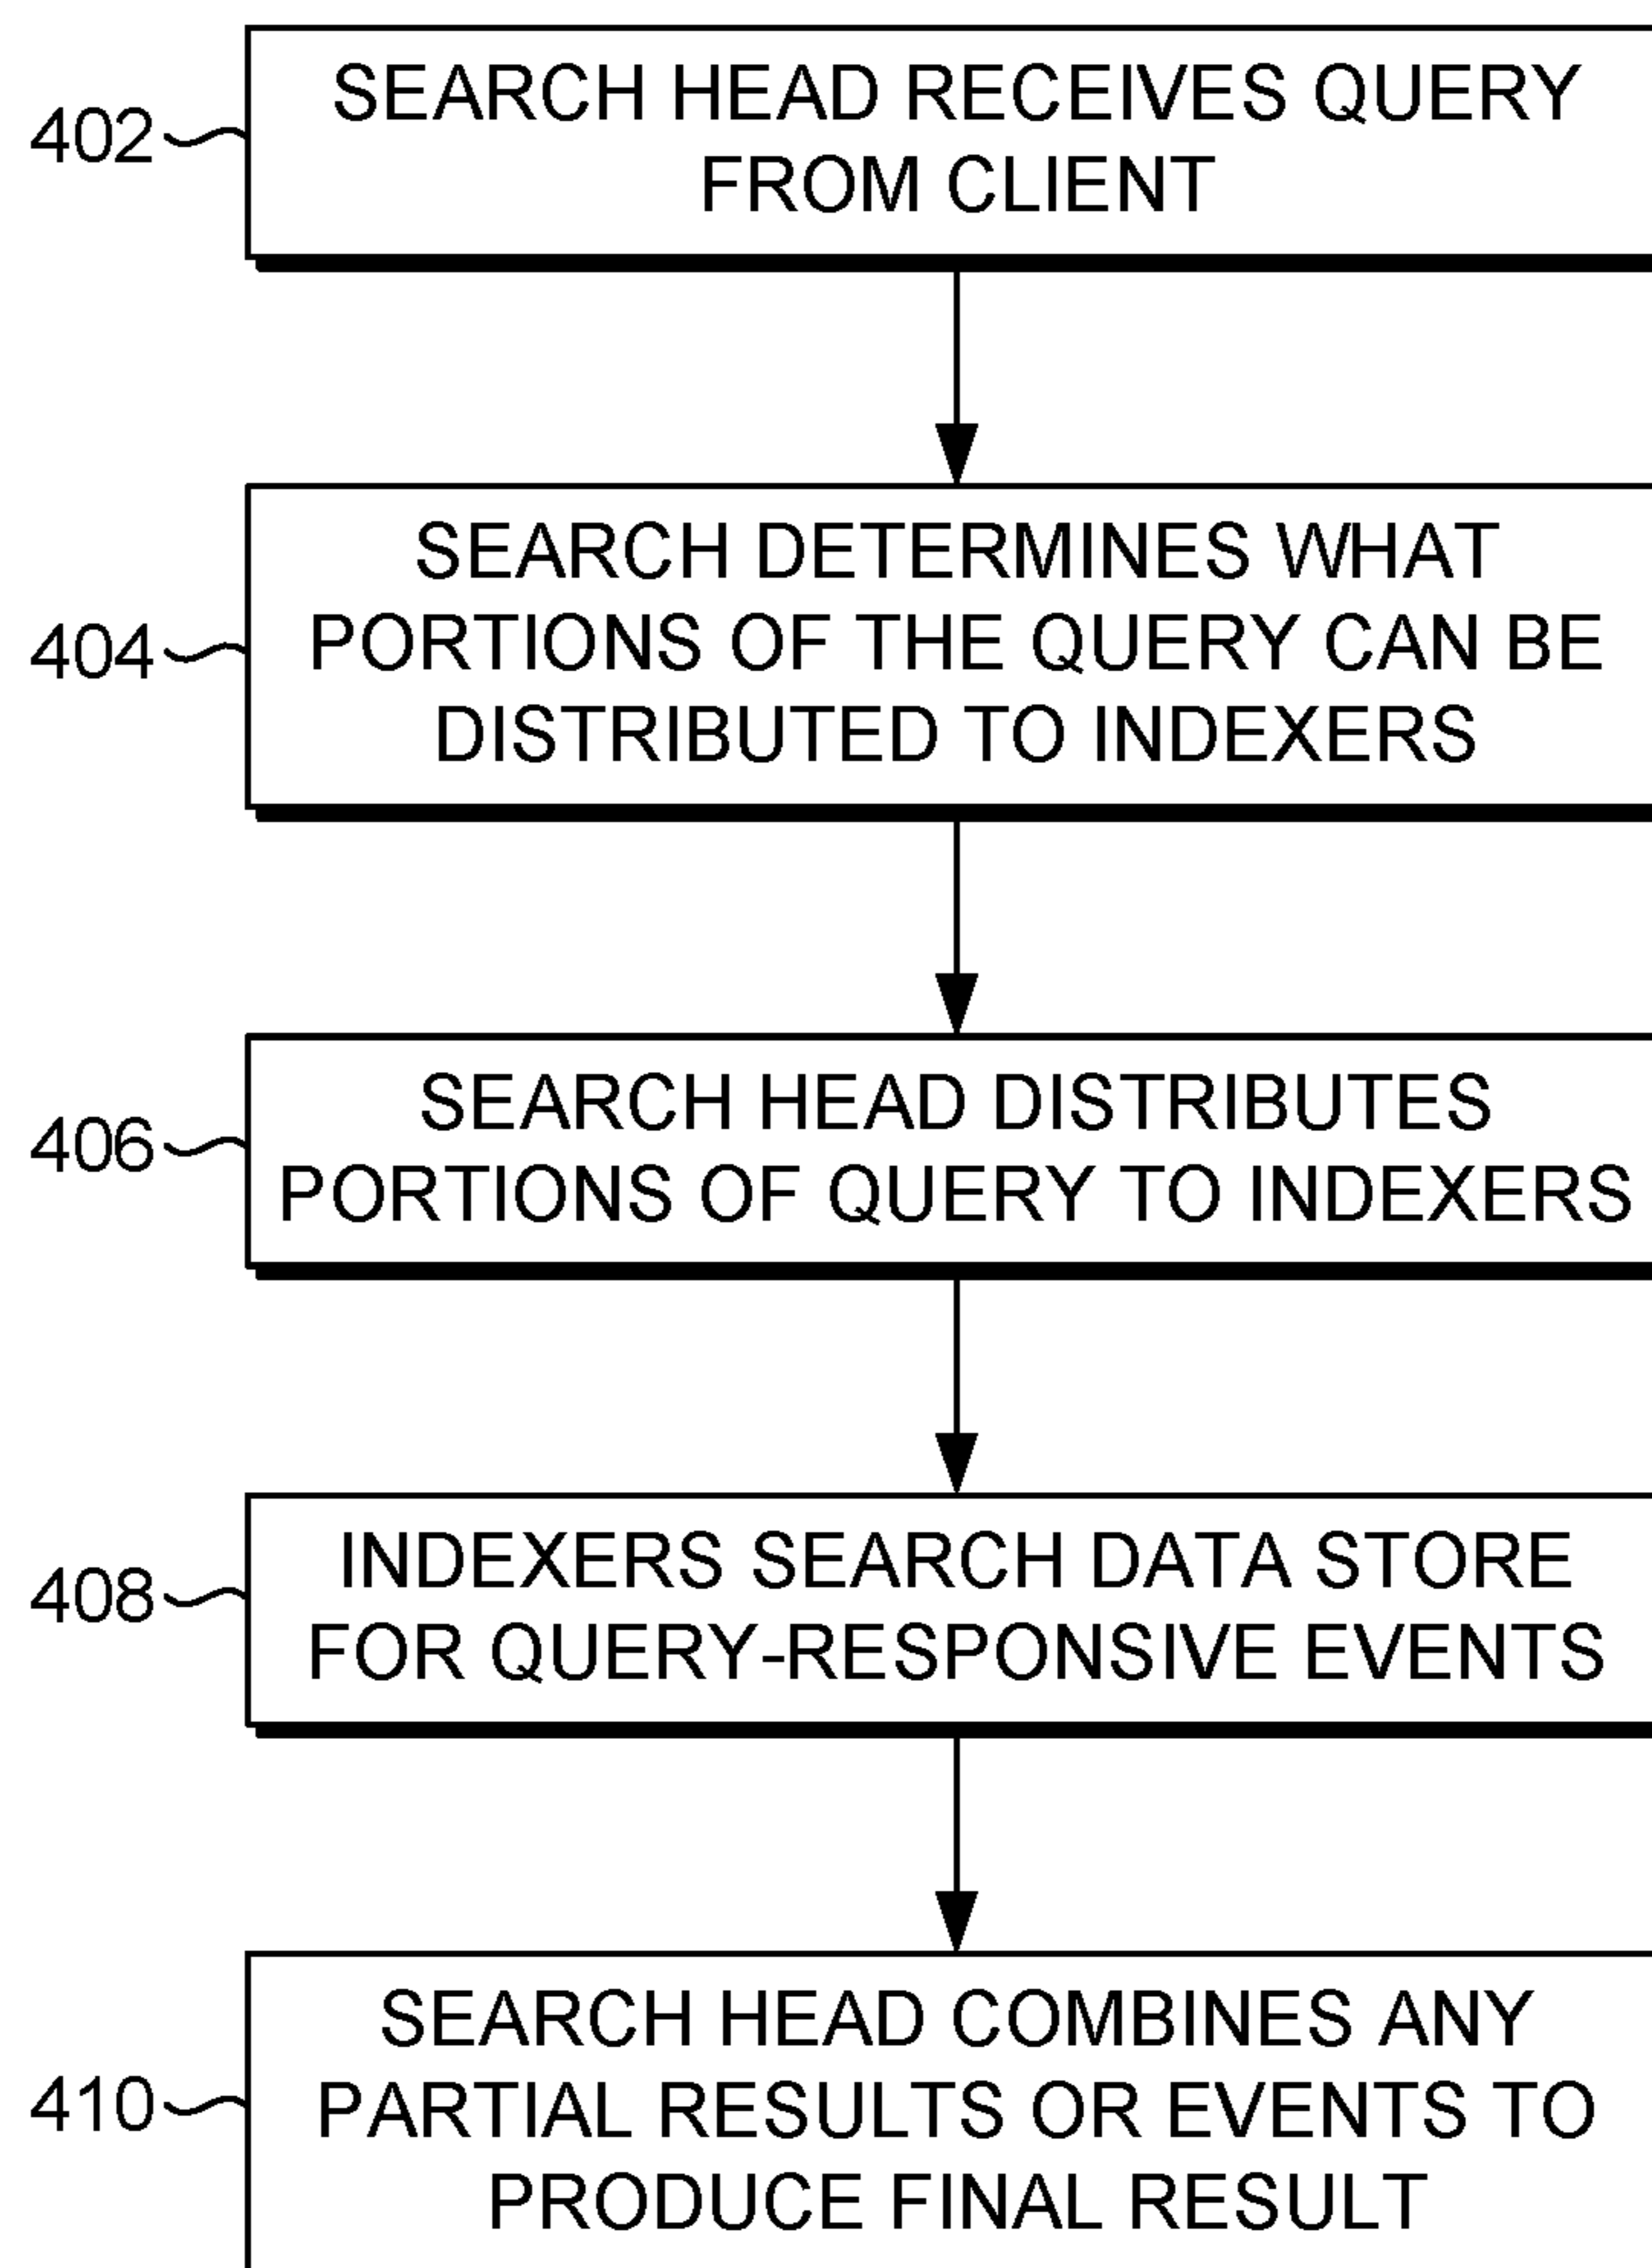 402
SEARCH HEAD RECEIVES QUERY
FROM CLIENT
404
SEARCH DETERMINES WHAT
PORTIONS OF THE QUERY CAN BE
DISTRIBUTED TO INDEXERS
406
SEARCH HEAD DISTRIBUTES
PORTIONS OF QUERY TO INDEXERS
408
INDEXERS SEARCH DATA STORE
FOR QUERY-RESPONSIVE EVENTS
410
SEARCH HEAD COMBINES ANY
PARTIAL RESULTS OR EVENTS TO
PRODUCE FINAL RESULT